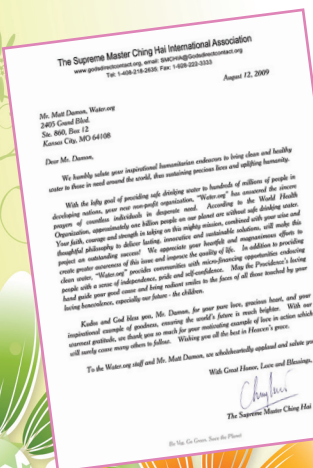 The Supreme Master Ching Hai International Association
www.godsdirectcontact.org, email: SMCHIA@Godsdirectcontact.org
Tel: 1-408-218-2635; Fax: 1-928-222-3333
August 12, 2009
Mr. Matt Damon, Water.org
2405 Grand Blvd.
Ste. 860, Box 12
Kansas City, MO 64108
Dear Mr. Damon,
We humbly salute your inspirational humanitarian endeavors to bring clean and healthy
water to those in need around the world, thus sustaining precious lives and uplifting humanity.
With the lofty goal of providing safe drinking water to hundreds of millions of people in
developing nations, your new non-profit organization, "Water.org" has answered the sincere
prayers of countless individuals in desperate need. According to the World Health
Organization, approximately one billion people on our planet are without safe drinking water.
Your faith, courage and strength in taking on this mighty mission, combined with your wise and
thoughtful philosophy to deliver lasting, innovative and sustainable solutions, will make this
project an outstanding success! We appreciate your heartfelt and magnanimous efforts to
create greater awareness of this issue and improve the quality of life. In addition to providing
clean water, "Water.org" provides communities with micro-financing opportunities endowing
people with a sense of independence, pride and self-confidence. May the Providence's loving
hand guide your good cause and bring radiant smiles to the faces of all those touched by your
loving benevolence, especially our future - the children.
Kudos and God bless you, Mr. Damon, for your pure love, gracious heart, and your
inspirational example of goodness, ensuring the world's future is much brighter. With our
warmest gratitude, we thank you so much for your motivating example of love in action which
will surely cause many others to follow. Wishing you all the best in Heaven's grace.
To the Water.org staff and Mr. Matt Damon, we wholeheartedly applaud and salute you
With Great Honor, Love and Blessings,
The Supreme Master Ching Hai
Be Veg, Go Green, Save the Planet